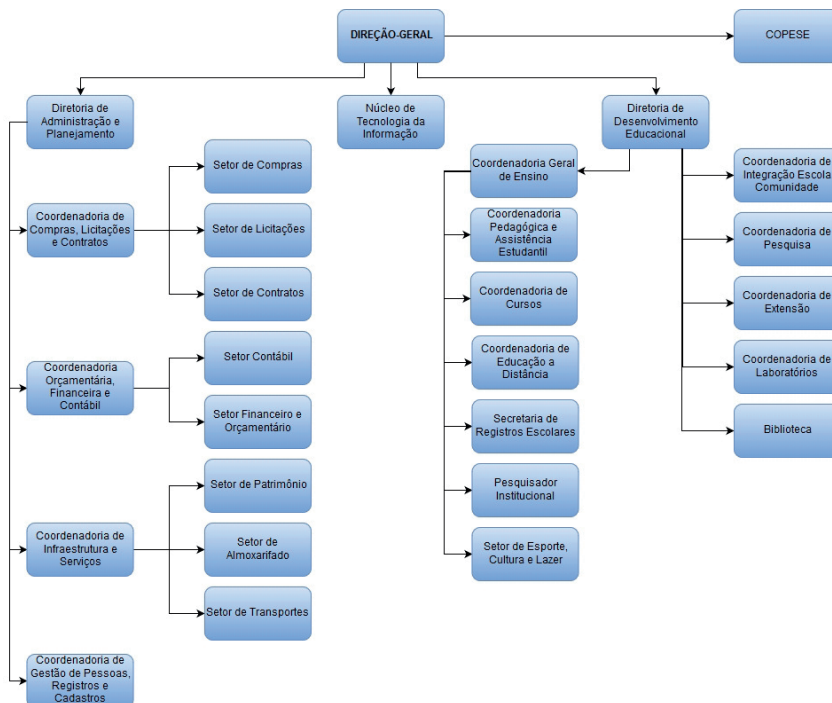 DIREÇÃO-GERAL
COPESE
Diretoria de
Administração e
Planejamento
Núcleo de
Tecnologia da
Informação
Diretoria de
Desenvolvimento
Educacional
Setor de Compras
Coordenadoria Geral
de Ensino
Coordenadoria de
Integração Escola
Comunidade
Coordenadoria de
Compras, Licitações
e Contratos
Setor de Licitações
Coordenadoria
Pedagógica e
Assistência
Estudantil
Coordenadoria de
Pesquisa
Setor de Contratos
Coordenadoria de
Cursos
Coordenadoria de
Extensão
Coordenadoria
Orçamentária,
Financeira e
Contábil
Setor Contábil
Coordenadoria de
Educação a
Distância
Coordenadoria de
Laboratórios
Setor Financeiro e
Orçamentário
Secretaria de
Registros Escolares
Biblioteca
Setor de Patrimônio
Pesquisador
Institucional
Coordenadoria de
Infraestrutura e
Serviços
Setor de
Almoxarifado
Setor de Esporte,
Cultura e Lazer
Setor de Transportes
Coordenadoria de
Gestão de Pessoas,
Registros e
Cadastros